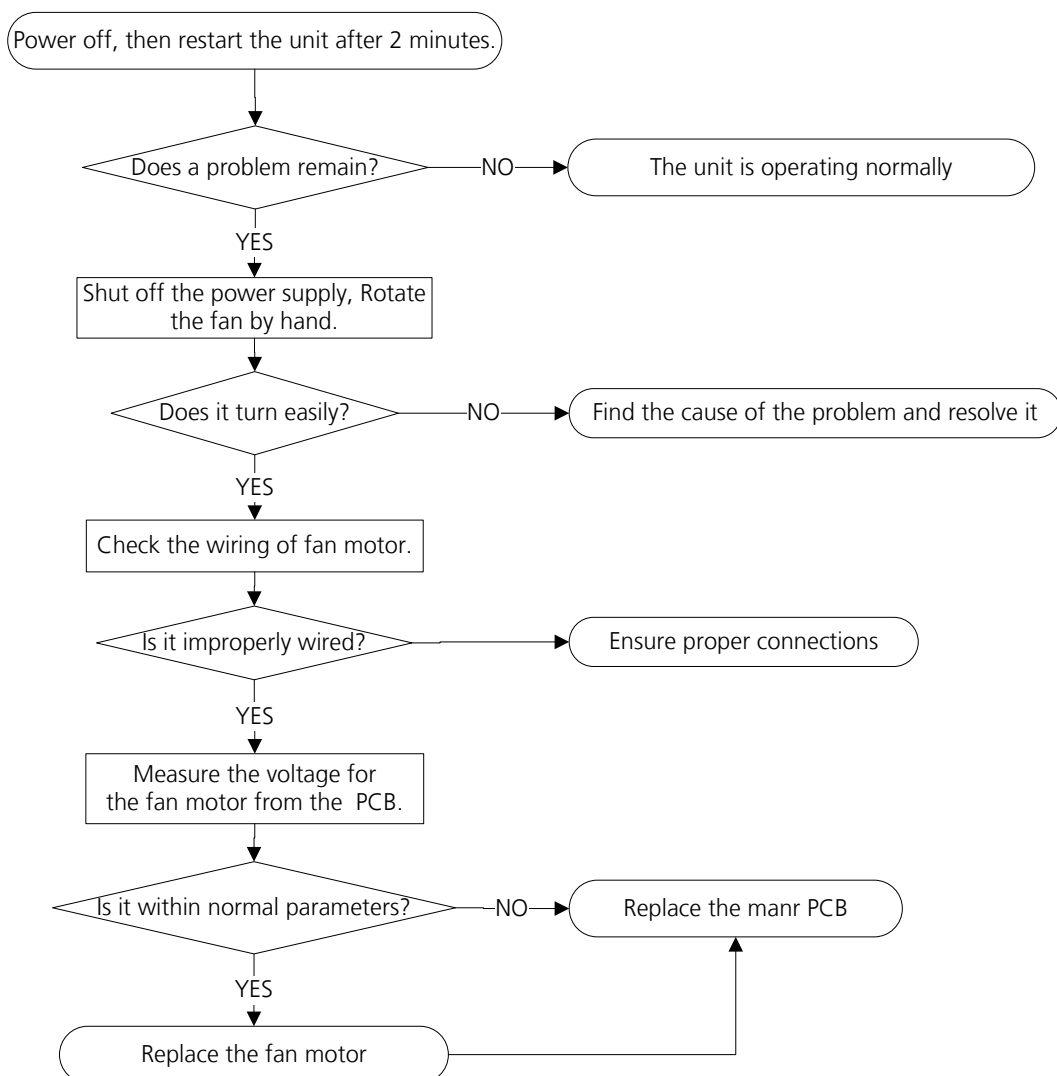 Power off, then restart the unit after 2 minutes.
Does a problem remain?
NO
The unit is operating normally
YES
Shut off the power supply, Rotate
the fan by hand.
Does it turn easily?
NO
Find the cause of the problem and resolve it
YES
Check the wiring of fan motor.
Is it improperly wired?
Ensure proper connections
YES
Measure the voltage for
the fan motor from the PCB.
Is it within normal parameters?
NO
Replace the manr PCB
YES
Replace the fan motor